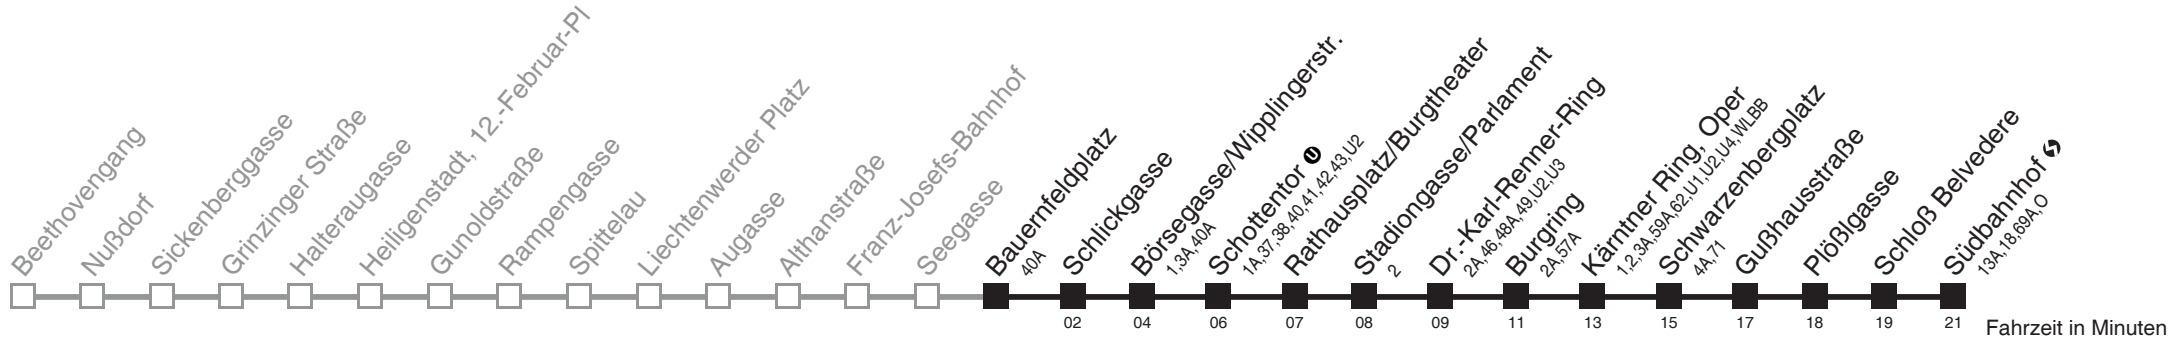 Beethovengang
Nußdorf
Sickenberggasse
Grinzinger Straße
Halteraugasse
Heiligenstadt, 12.-Februar-Pl
Gunoldstraße
Rampengasse
Spittelau
Liechtenwerder Platz
Augasse
Althanstraße
Franz-Josefs-Bahnhof
Seegasse
Bauernfeldplatz
40A
Schlickgasse
Börsegasse/Wipplingerstr.
1,3A,40A
Schottentor U
1A,37,38,40,41,42,43,U2
Rathausplatz/Burgtheater
Stadiongasse/Parlament
2
Dr.-Karl-Renner-Ring
2A,46,48A,49,U2,U3
Burgring
2A,57A
Kärntner Ring, Oper
1,2,3A,59A,62,U1,U2,U4,WLBB
Schwarzenbergplatz
4A,71
Gußhausstraße
Plößlgasse
Schloß Belvedere
Südbahnhof
13A,18,69A,O
02 04 06 07 08 09 11 13 15 17 18 19 21 Fahrzeit in Minuten